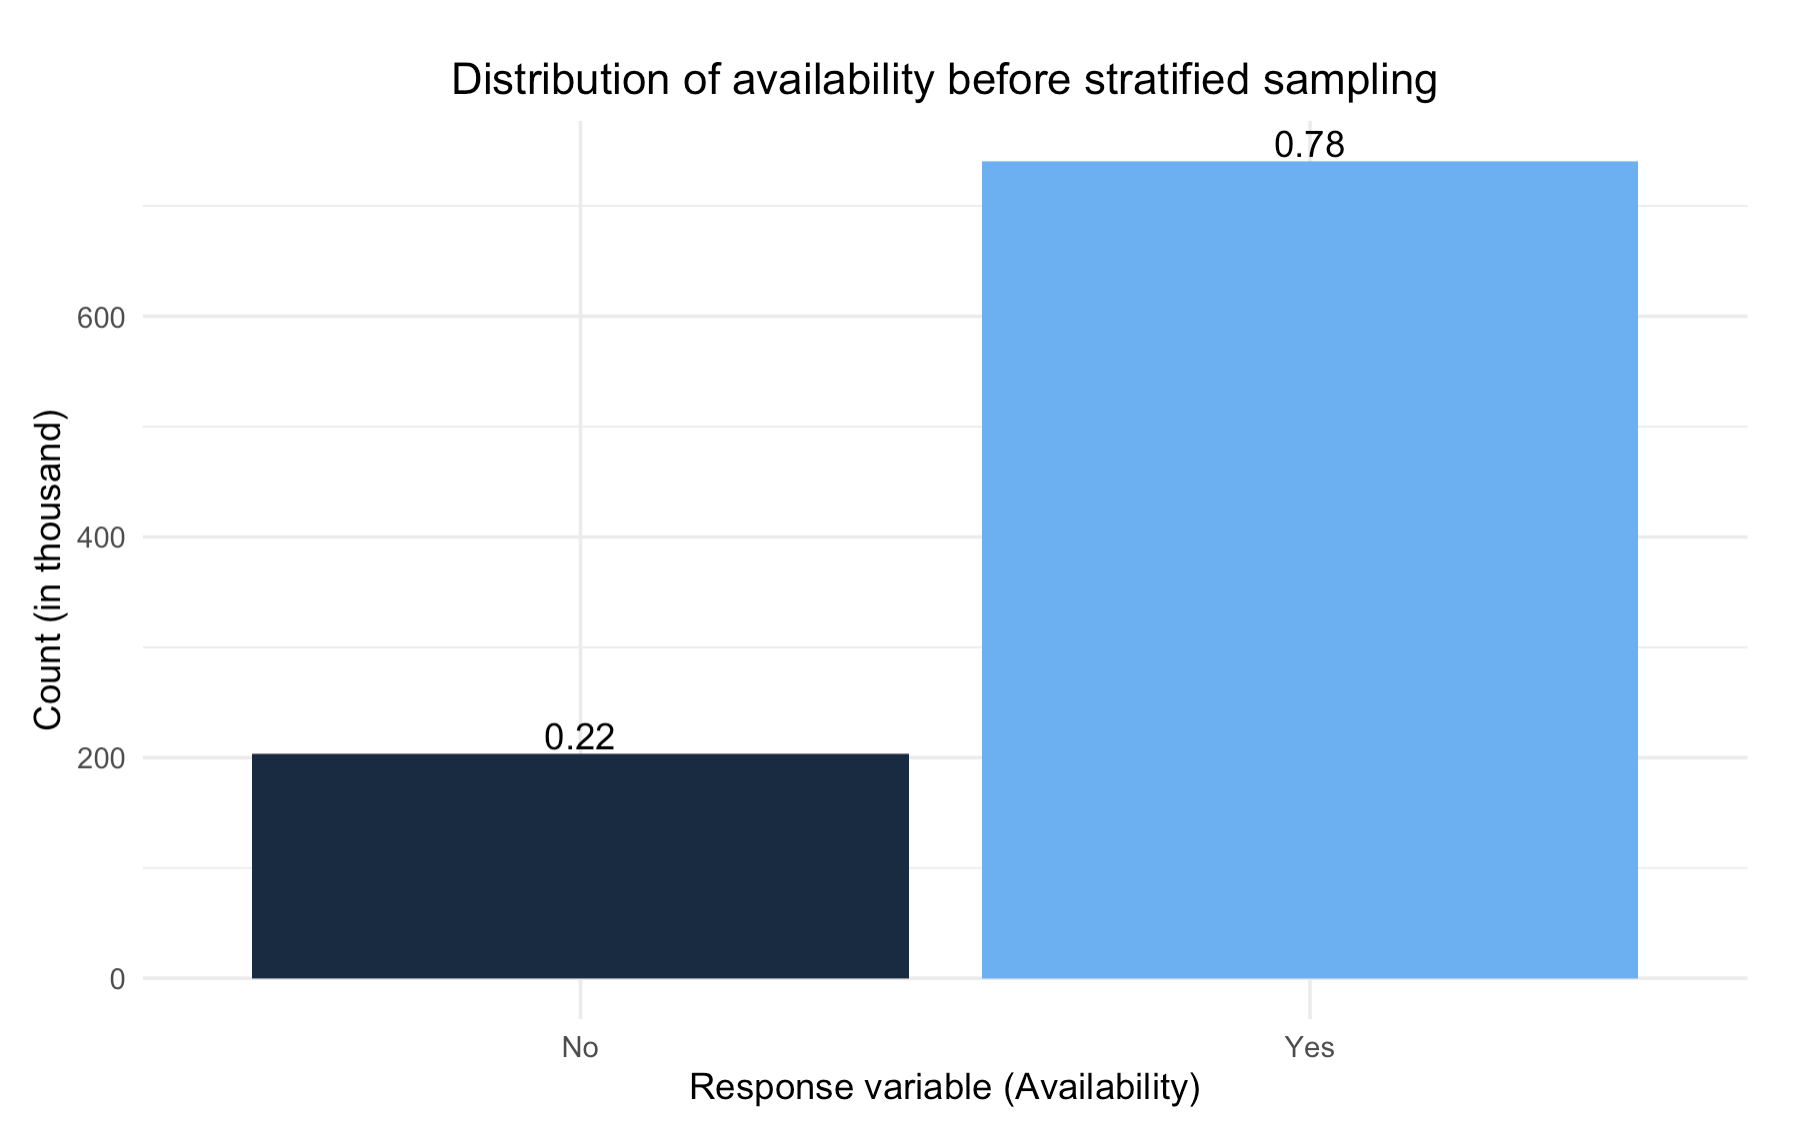 Distribution of availability before stratified sampling
0.78
600
400
0.22
200
0
Count (in thousand)
No
Yes
Response variable (Availability)